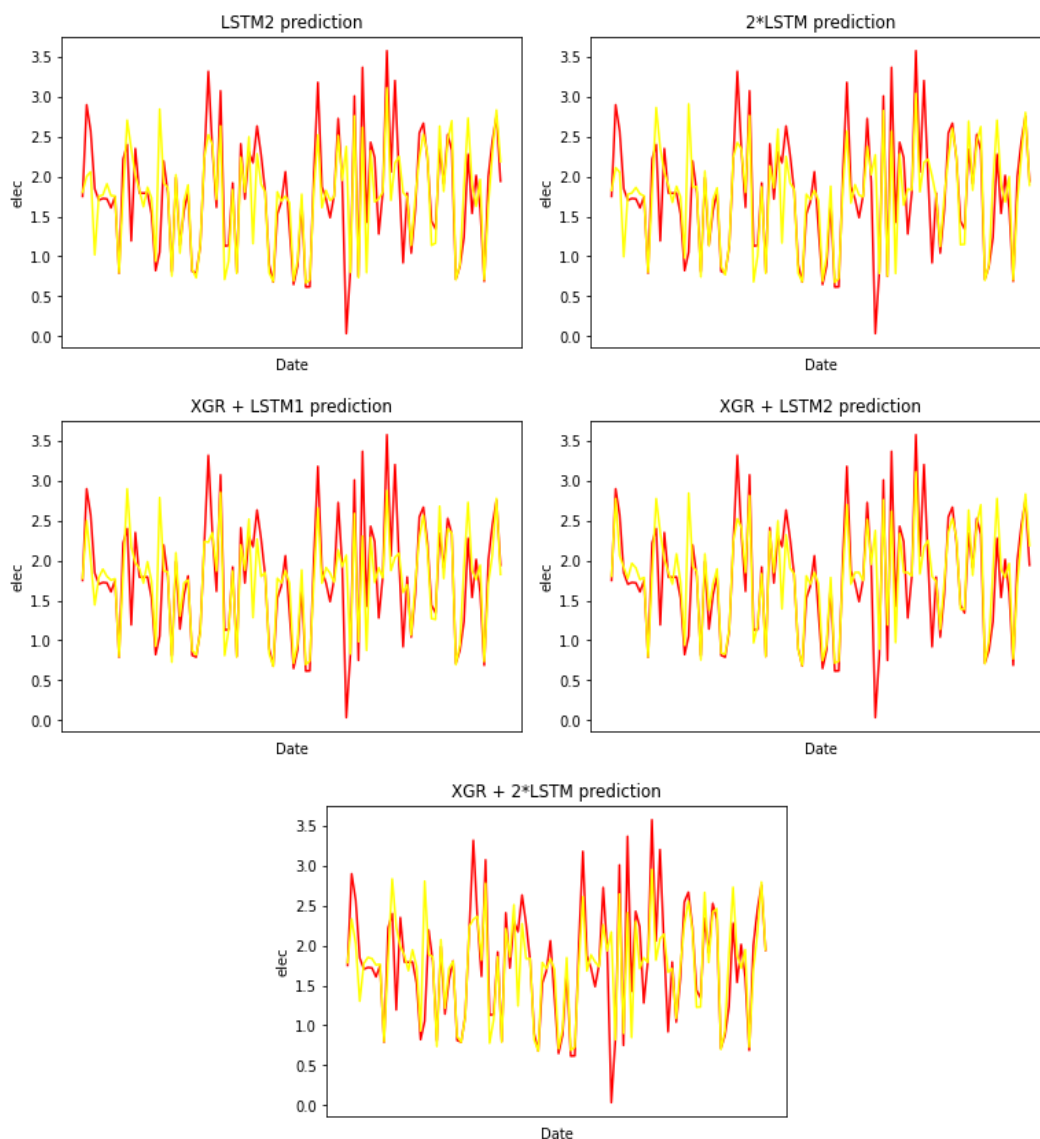 LSTM2 prediction
3.5
3.0
2.5
2.0
1.5
1.0
0.5
0.0
elec
Date
2*LSTM prediction
3.5
3.0
2.5
2.0
1.5
1.0
0.5
0.0
elec
Date
XGR + LSTM1 prediction
3.5
3.0
2.5
2.0
1.5
1.0
0.5
0.0
elec
Date
XGR + LSTM2 prediction
3.5
3.0
2.5
2.0
1.5
1.0
0.5
0.0
elec
Date
XGR + 2*LSTM prediction
3.5
3.0
2.5
2.0
1.5
1.0
0.5
0.0
elec
Date